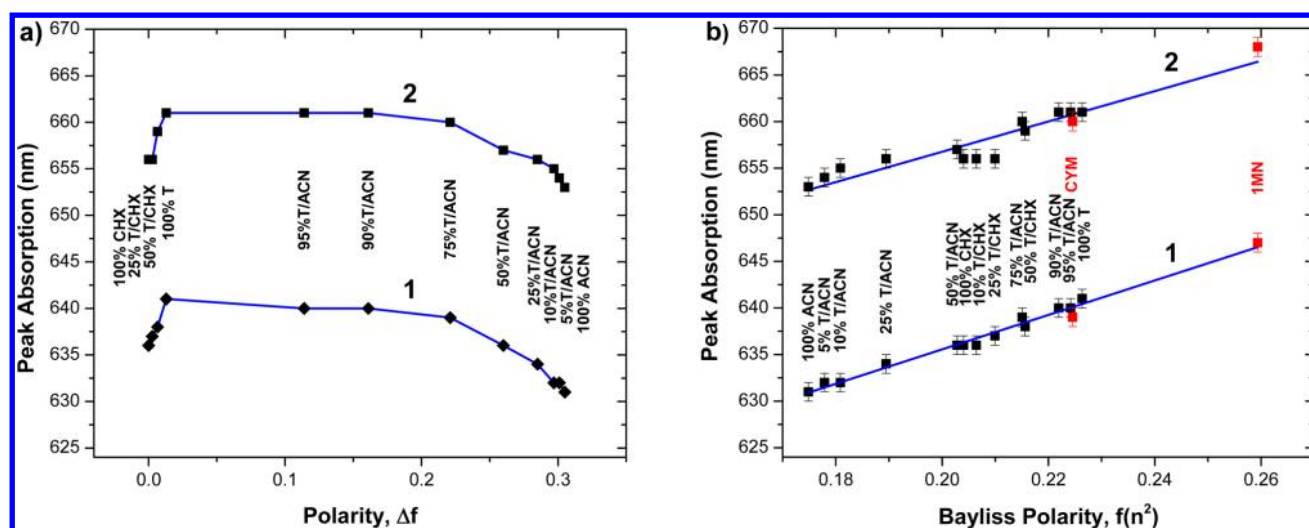 a)
Peak Absorption (nm)
670
665
660
655
650
645
640
635
630
625
2
1
100% CHX
25% T/CHX
50% T/CHX
100% T
95%T/ACN
90%T/ACN
75%T/ACN
50%T/ACN
25%T/ACN
10%T/ACN
5%T/ACN
100% ACN
0.0
0.1
0.2
0.3
Polarity, Δf
b)
Peak Absorption (nm)
670
665
660
655
650
645
640
635
630
625
2
1
100% ACN
5% T/ACN
10% T/ACN
25% T/ACN
50% T/ACN
100% CHX
10% T/CHX
25% T/CHX
75% T/ACN
50% T/CHX
90% T/ACN
95% T/ACN
100% T
CYM
1MN
0.18
0.20
0.22
0.24
0.26
Bayliss Polarity, f(n²)